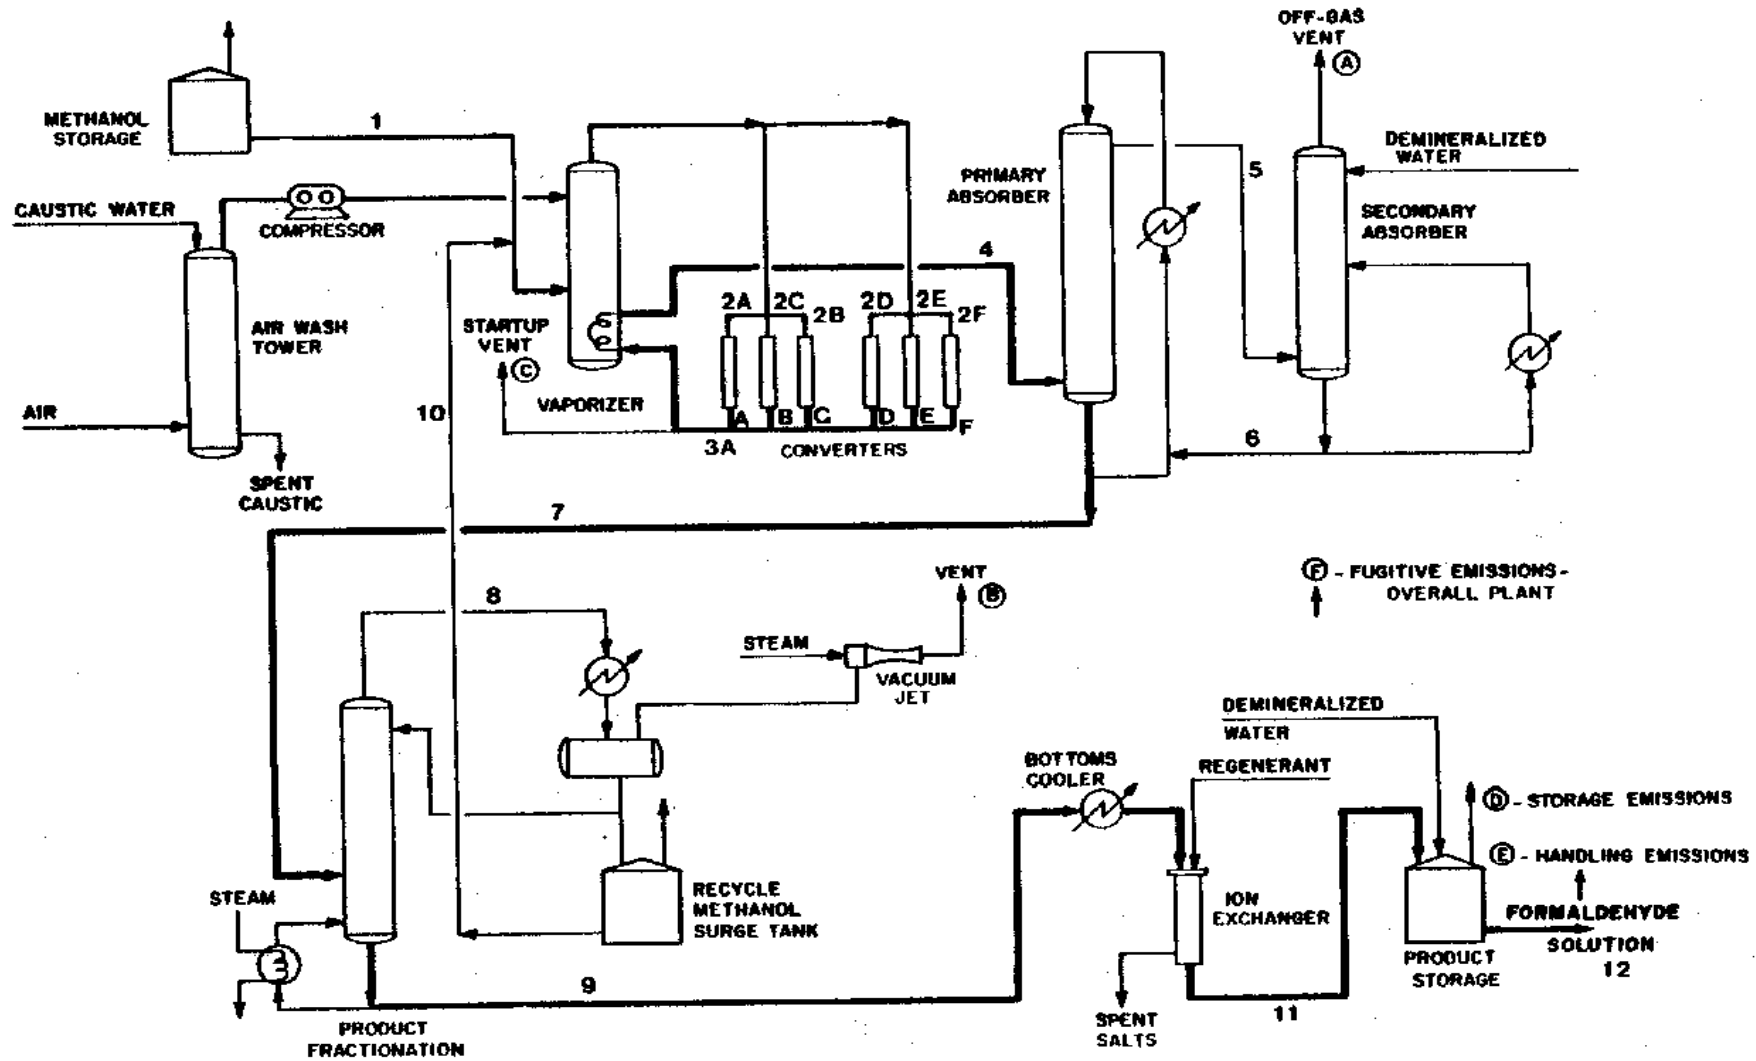 OFF-GAS
VENT
A
METHANOL
STORAGE
1
DEMINERALIZED
WATER
PRIMARY
ABSORBER
5
CAUSTIC WATER
COMPRESSOR
SECONDARY
ABSORBER
4
2A
2C
2B
2D
2E
2F
AIR WASH
TOWER
STARTUP
VENT
C
VAPORIZER
10
AIR
A
B
C
D
E
F
3A
CONVERTERS
6
SPENT
CAUSTIC
7
F - FUGITIVE EMISSIONS-
OVERALL PLANT
VENT
B
8
STEAM
VACUUM
JET
DEMINERALIZED
WATER
BOTTOMS
COOLER
REGENERANT
D - STORAGE EMISSIONS
E - HANDLING EMISSIONS
STEAM
RECYCLE
METHANOL
SURGE TANK
ION
EXCHANGER
FORMALDEHYDE
SOLUTION
12
PRODUCT
STORAGE
9
11
SPENT
SALTS
PRODUCT
FRACTIONATION